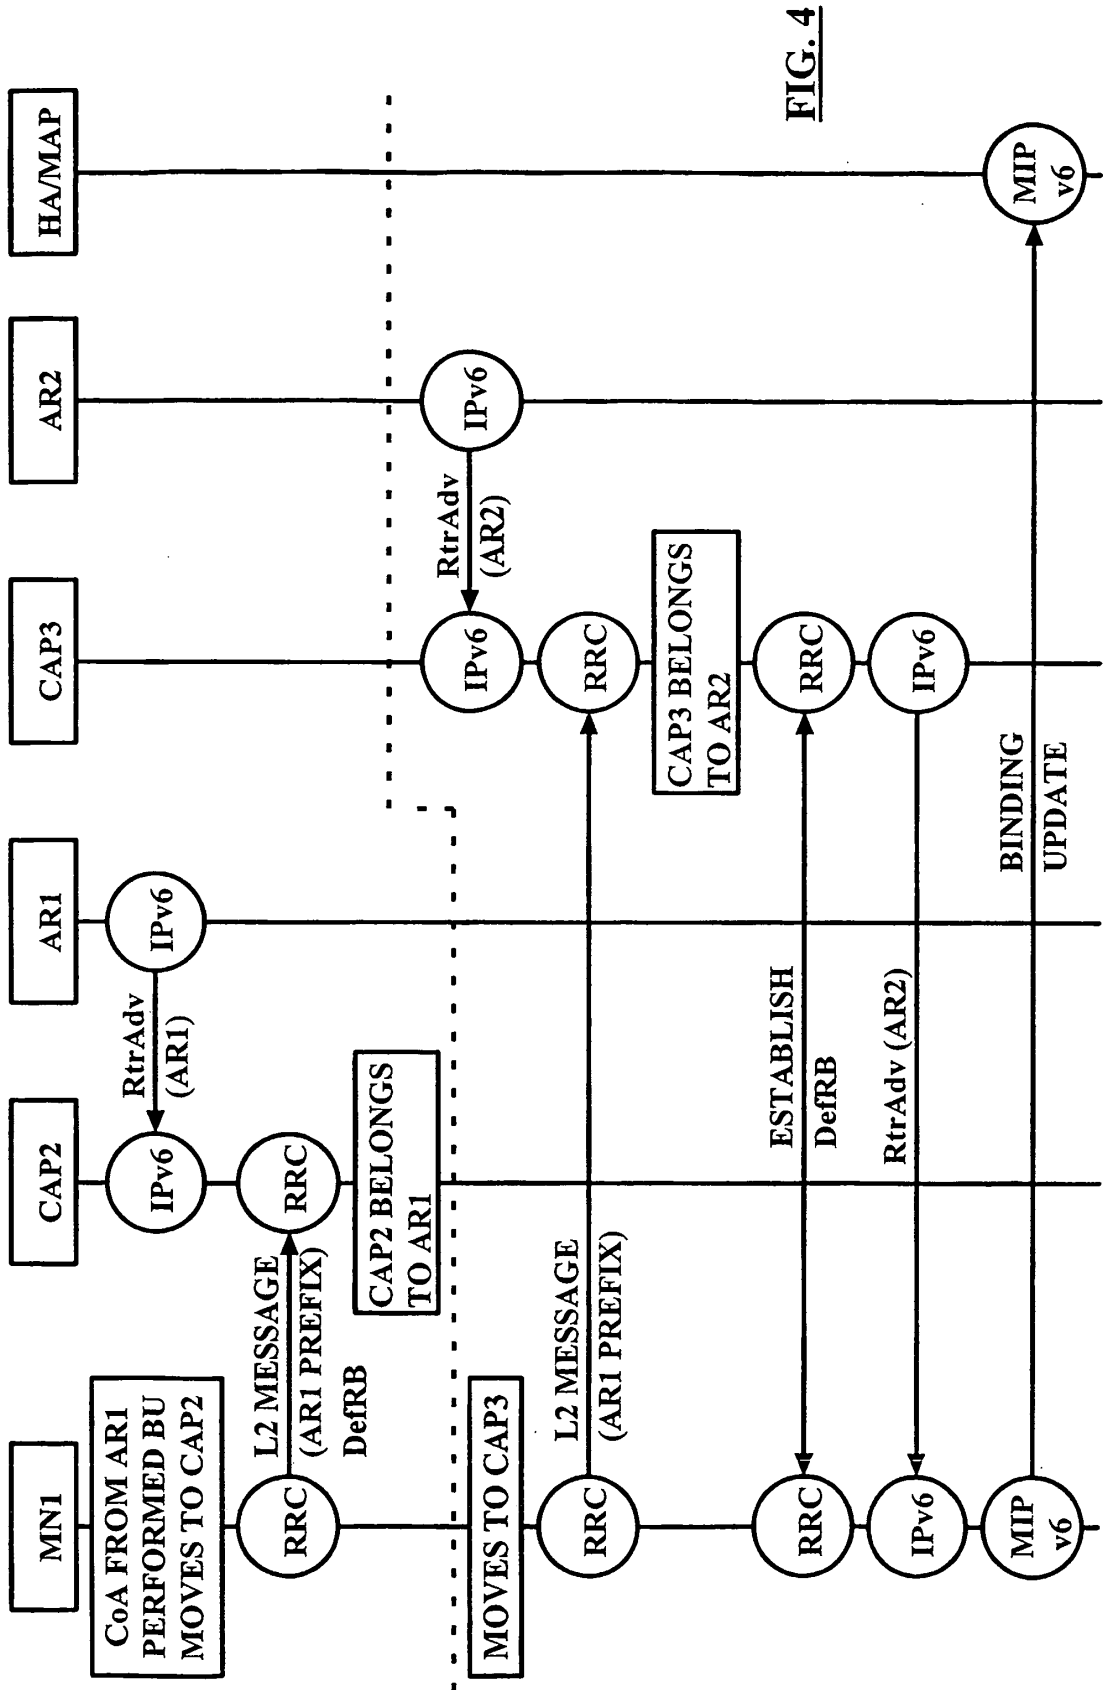 MN1
CAP2
AR1
CAP3
AR2
HA/MAP
CoA FROM AR1
PERFORMED BU
MOVES TO CAP2
IPv6
RtrAdv
(AR1)
IPv6
RRC
L2 MESSAGE
(AR1 PREFIX)
DefRB
RRC
CAP2 BELONGS
TO AR1
IPv6
RtrAdv
(AR2)
IPv6
MOVES TO CAP3
RRC
L2 MESSAGE
(AR1 PREFIX)
RRC
CAP3 BELONGS
TO AR2
RRC
ESTABLISH
DefRB
RRC
IPv6
RtrAdv (AR2)
IPv6
MIP
v6
BINDING
UPDATE
MIP
v6
FIG. 4